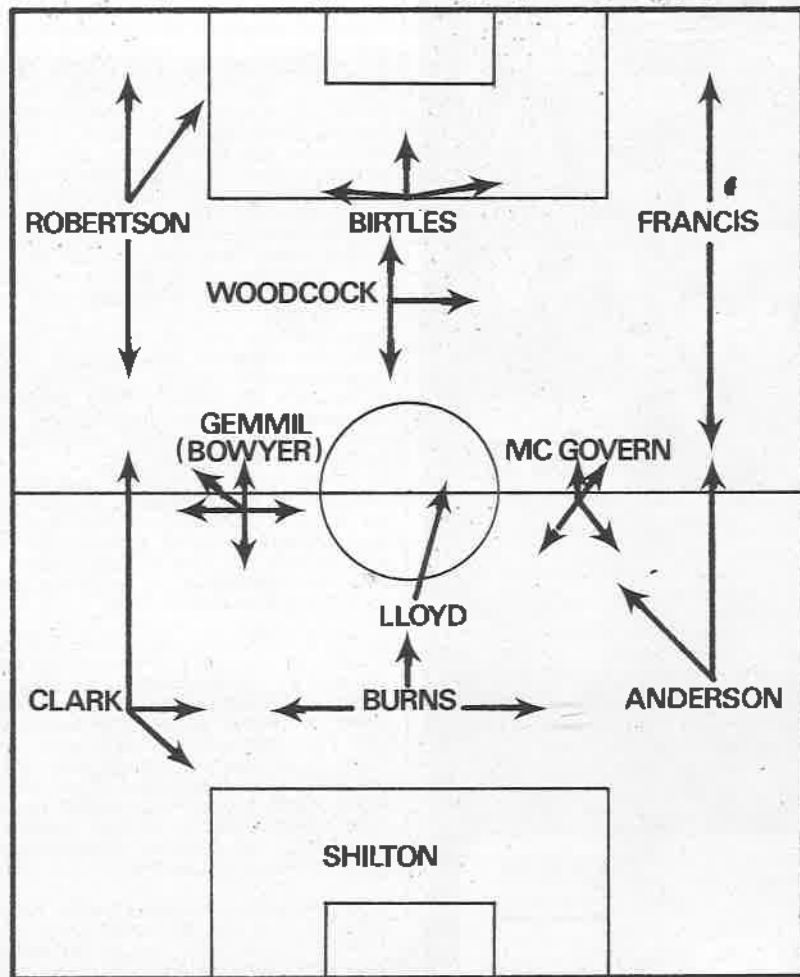 ROBERTSON
BIRTLES
FRANCIS
WOODCOCK
GEMMIL
(BOWYER)
MC GOVERN
LLOYD
CLARK
BURNS
ANDERSON
SHILTON